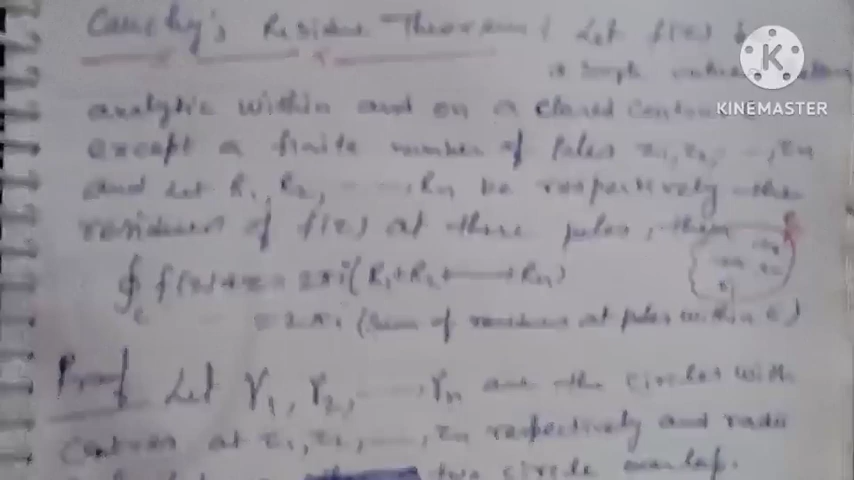 Cauchy's Residue Theorem : Let f(z) be
a single valued
KINEMASTER
analytic within and on a closed contour C
except a finite number of Poles z1, z2, ..., zn
and let R1, R2, ......, Rn be respectively the
residues of f(z) at these poles, then
∮c f(z)dz = 2πi (R1+R2+——+Rn)
= 2πi (Sum of residues at poles within C)
Proof Let γ1, γ2, ......, γn are the circles with
centres at z1, z2, ......, zn respectively and radii
two circle overlap.